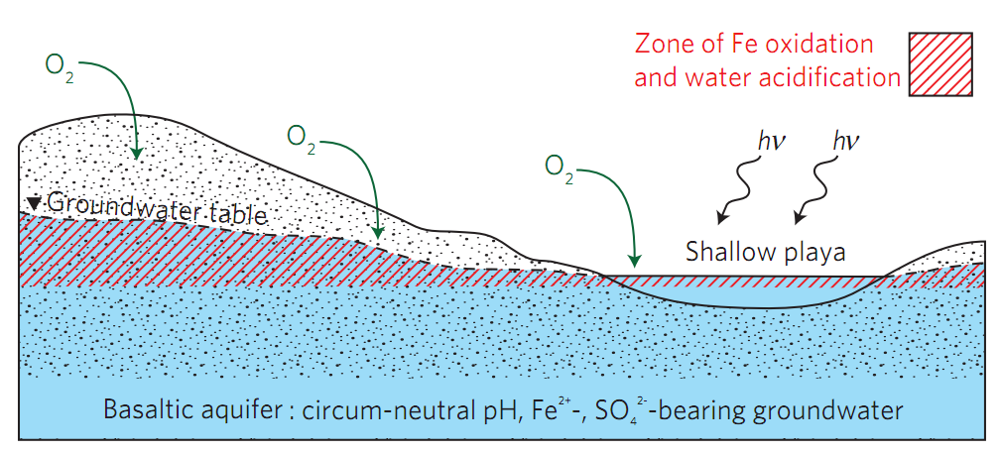 Zone of Fe oxidation
and water acidification
O₂
O₂
O₂
hν
hν
Groundwater table
Shallow playa
Basaltic aquifer : circum-neutral pH, Fe²⁺-, SO₄²⁻-bearing groundwater